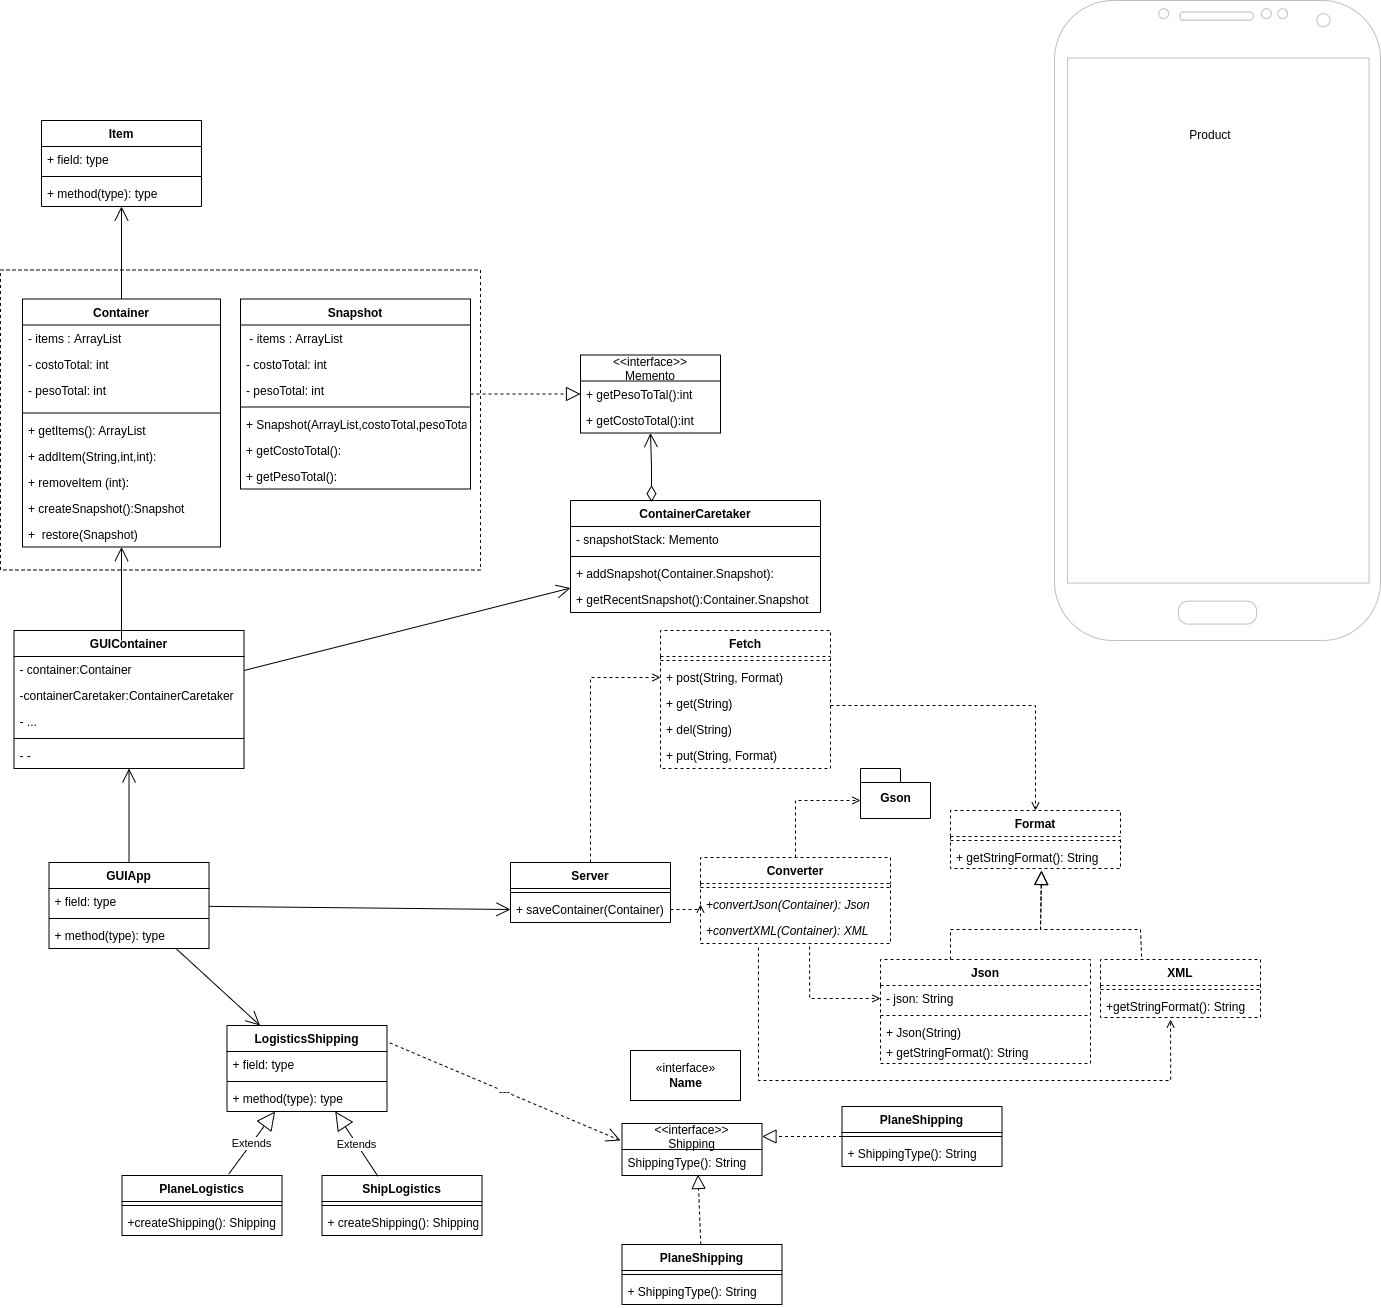 Product
Item
+ field: type
+ method(type): type
Container
- items : ArrayList
- costoTotal: int
- pesoTotal: int
+ getItems(): ArrayList
+ addItem(String,int,int):
+ removeItem (int):
+ createSnapshot():Snapshot
+  restore(Snapshot)
Snapshot
- items : ArrayList
- costoTotal: int
- pesoTotal: int
+ Snapshot(ArrayList,costoTotal,pesoTota
+ getCostoTotal():
+ getPesoTotal():
<<interface>>
Memento
+ getPesoToTal():int
+ getCostoTotal():int
ContainerCaretaker
- snapshotStack: Memento
+ addSnapshot(Container.Snapshot):
+ getRecentSnapshot():Container.Snapshot
GUIContainer
- container:Container
-containerCaretaker:ContainerCaretaker
- ...
- -
Fetch
+ post(String, Format)
+ get(String)
+ del(String)
+ put(String, Format)
Gson
Format
+ getStringFormat(): String
GUIApp
+ field: type
+ method(type): type
Server
+ saveContainer(Container)
Converter
+convertJson(Container): Json
+convertXML(Container): XML
Json
- json: String
+ Json(String)
+ getStringFormat(): String
XML
+getStringFormat(): String
LogisticsShipping
+ field: type
+ method(type): type
Extends
Extends
PlaneLogistics
+createShipping(): Shipping
ShipLogistics
+ createShipping(): Shipping
«interface»
Name
<<interface>>
Shipping
ShippingType(): String
PlaneShipping
+ ShippingType(): String
PlaneShipping
+ ShippingType(): String